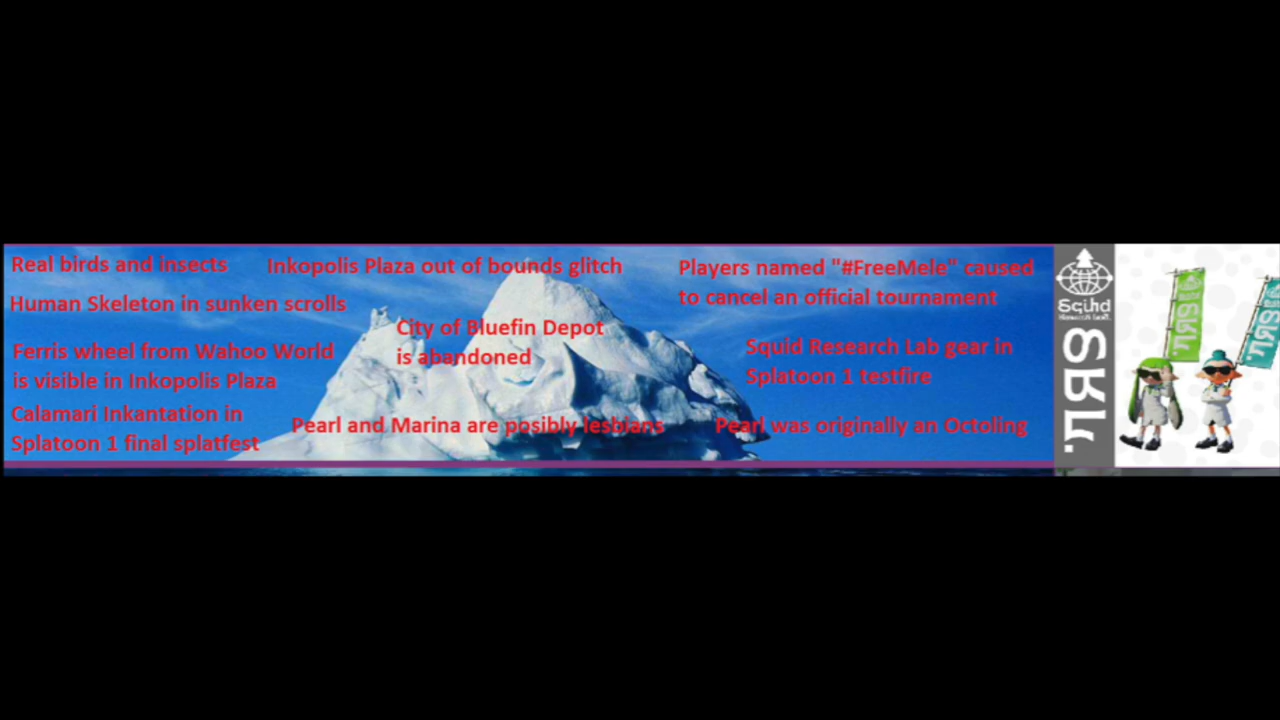 Real birds and insects
Inkopolis Plaza out of bounds glitch
Players named "#FreeMele" caused
to cancel an official tournament
Human Skeleton in sunken scrolls
City of Bluefin Depot
is abandoned
Ferris wheel from Wahoo World
is visible in Inkopolis Plaza
Squid Research Lab gear in
Splatoon 1 testfire
Calamari Inkantation in
Splatoon 1 final splatfest
Pearl and Marina are posibly lesbians
Pearl was originally an Octoling
Squid
Research Lab.
SRL.